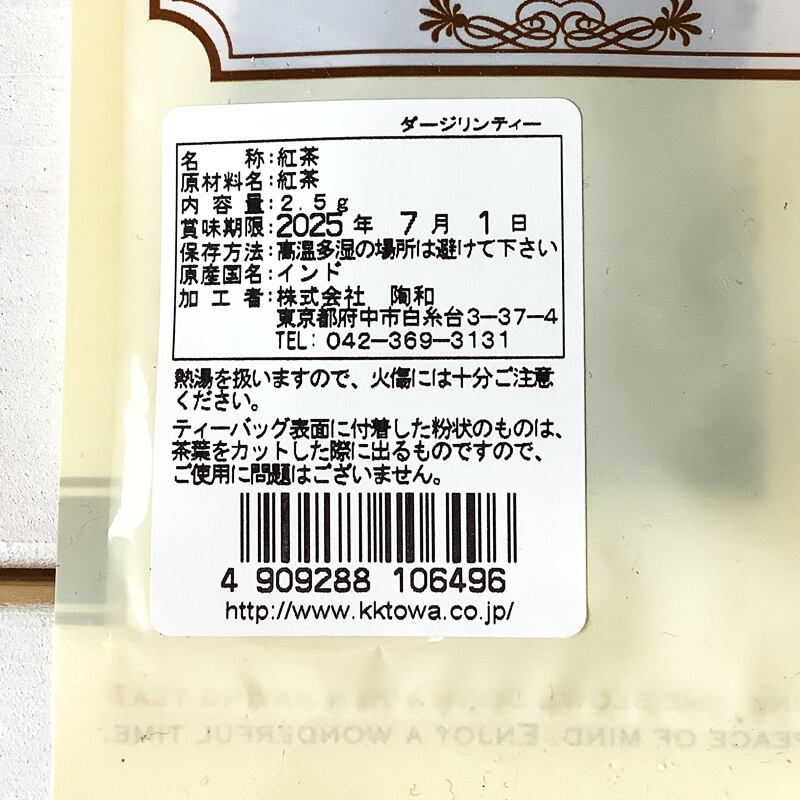 ダージリンティー
名　　称:紅茶
原材料名:紅茶
内 容 量:2.5g
賞味期限:2025 年 7 月 1 日
保存方法:高温多湿の場所は避けて下さい
原産国名:インド
加 工 者:株式会社 陶和
東京都府中市白糸台3-37-4
TEL: 042-369-3131
熱湯を扱いますので、火傷には十分ご注意
ください。
ティーバッグ表面に付着した粉状のものは、
茶葉をカットした際に出るものですので、
ご使用に問題はございません。
4 909288 106496
http://www.kktowa.co.jp/
PEACE OF MIND. ENJOY A WONDERFUL TIME.